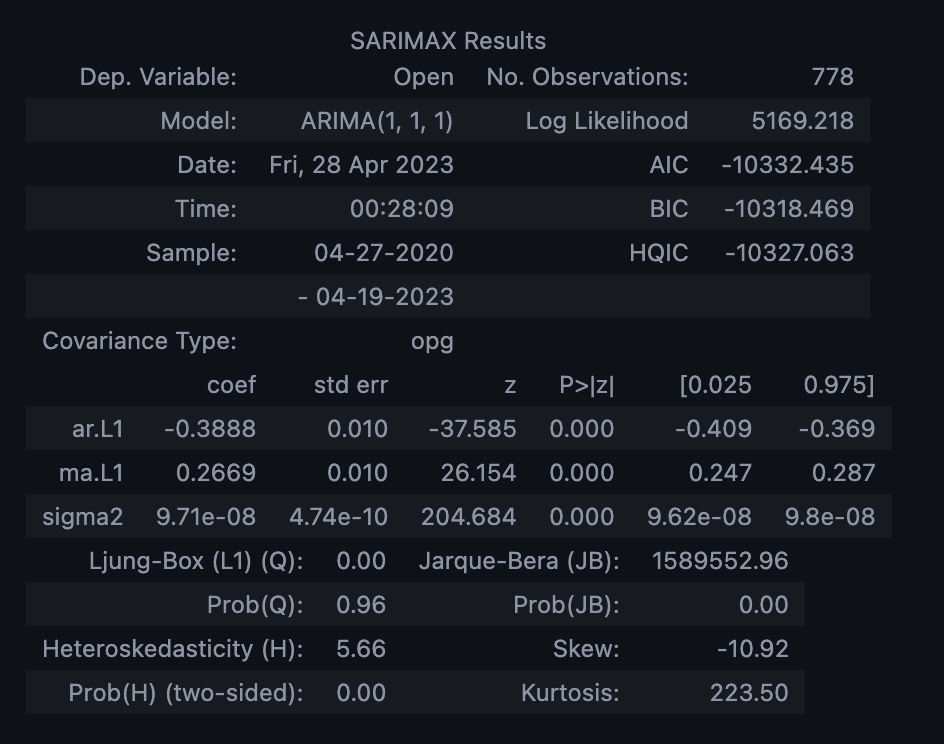 SARIMAX Results
Dep. Variable: Open No. Observations: 778
Model: ARIMA(1, 1, 1) Log Likelihood 5169.218
Date: Fri, 28 Apr 2023 AIC -10332.435
Time: 00:28:09 BIC -10318.469
Sample: 04-27-2020 HQIC -10327.063
- 04-19-2023
Covariance Type: opg
coef std err z P>|z| [0.025 0.975]
ar.L1 -0.3888 0.010 -37.585 0.000 -0.409 -0.369
ma.L1 0.2669 0.010 26.154 0.000 0.247 0.287
sigma2 9.71e-08 4.74e-10 204.684 0.000 9.62e-08 9.8e-08
Ljung-Box (L1) (Q): 0.00 Jarque-Bera (JB): 1589552.96
Prob(Q): 0.96 Prob(JB): 0.00
Heteroskedasticity (H): 5.66 Skew: -10.92
Prob(H) (two-sided): 0.00 Kurtosis: 223.50